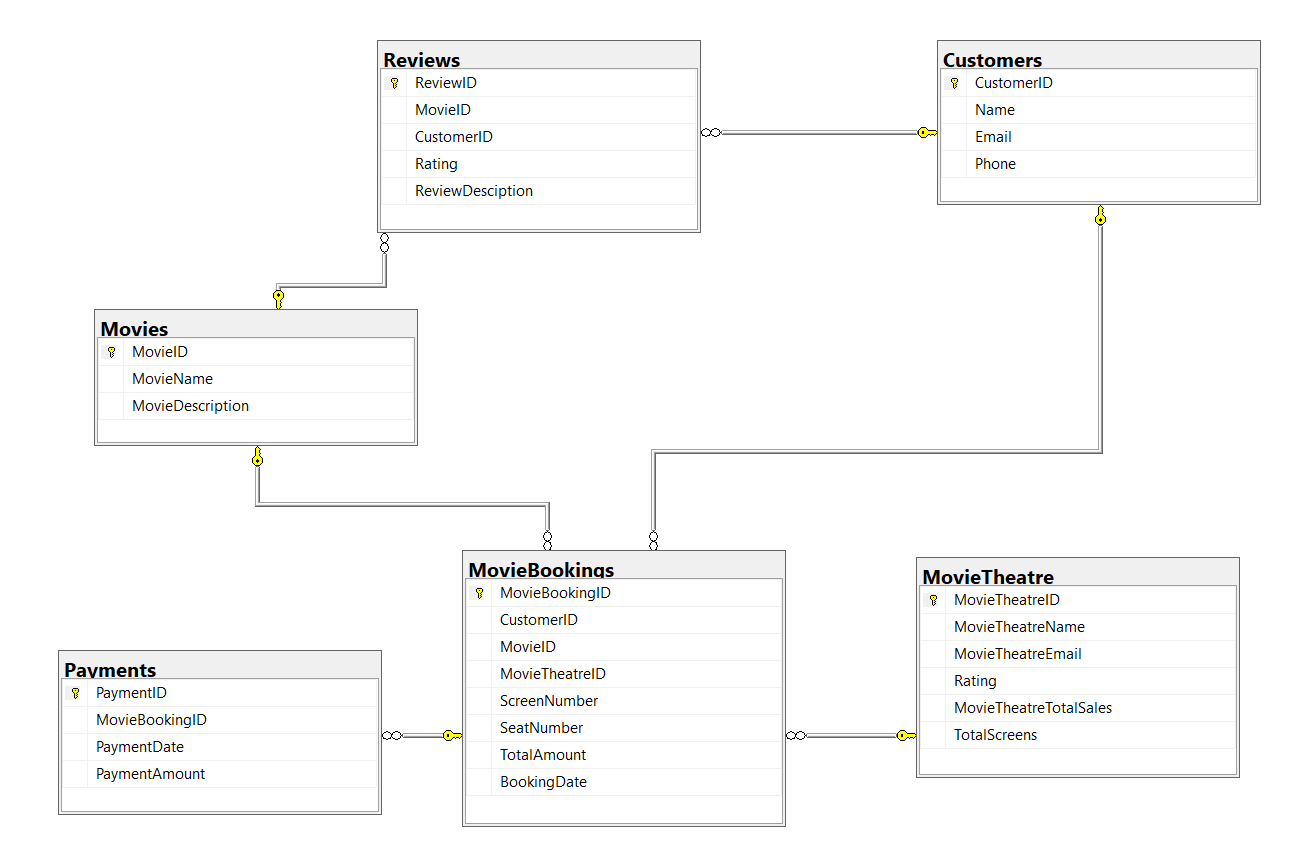 Reviews
ReviewID
MovieID
CustomerID
Rating
ReviewDesciption
Customers
CustomerID
Name
Email
Phone
Movies
MovieID
MovieName
MovieDescription
MovieBookings
MovieBookingID
CustomerID
MovieID
MovieTheatreID
ScreenNumber
SeatNumber
TotalAmount
BookingDate
MovieTheatre
MovieTheatreID
MovieTheatreName
MovieTheatreEmail
Rating
MovieTheatreTotalSales
TotalScreens
Payments
PaymentID
MovieBookingID
PaymentDate
PaymentAmount